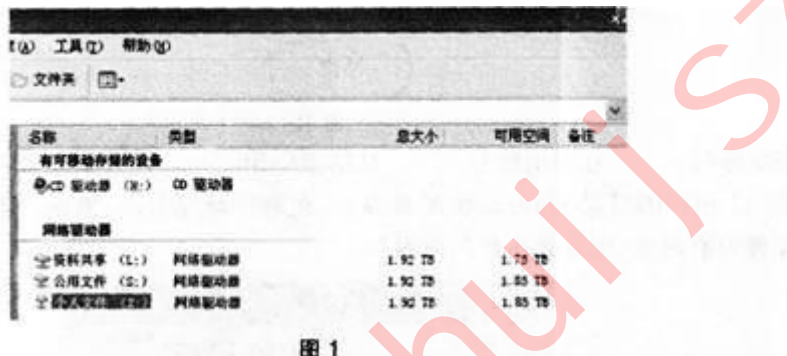 (A) 工具(T) 帮助(H)
文件夹
名称 类型 总大小 可用空间 备注
有可移动存储的设备
CD 驱动器 (H:) CD 驱动器
网络驱动器
资料共享 (L:) 网络驱动器 1.92 TB 1.75 TB
公用文件 (S:) 网络驱动器 1.92 TB 1.85 TB
网络驱动器 1.92 TB 1.85 TB
图 1